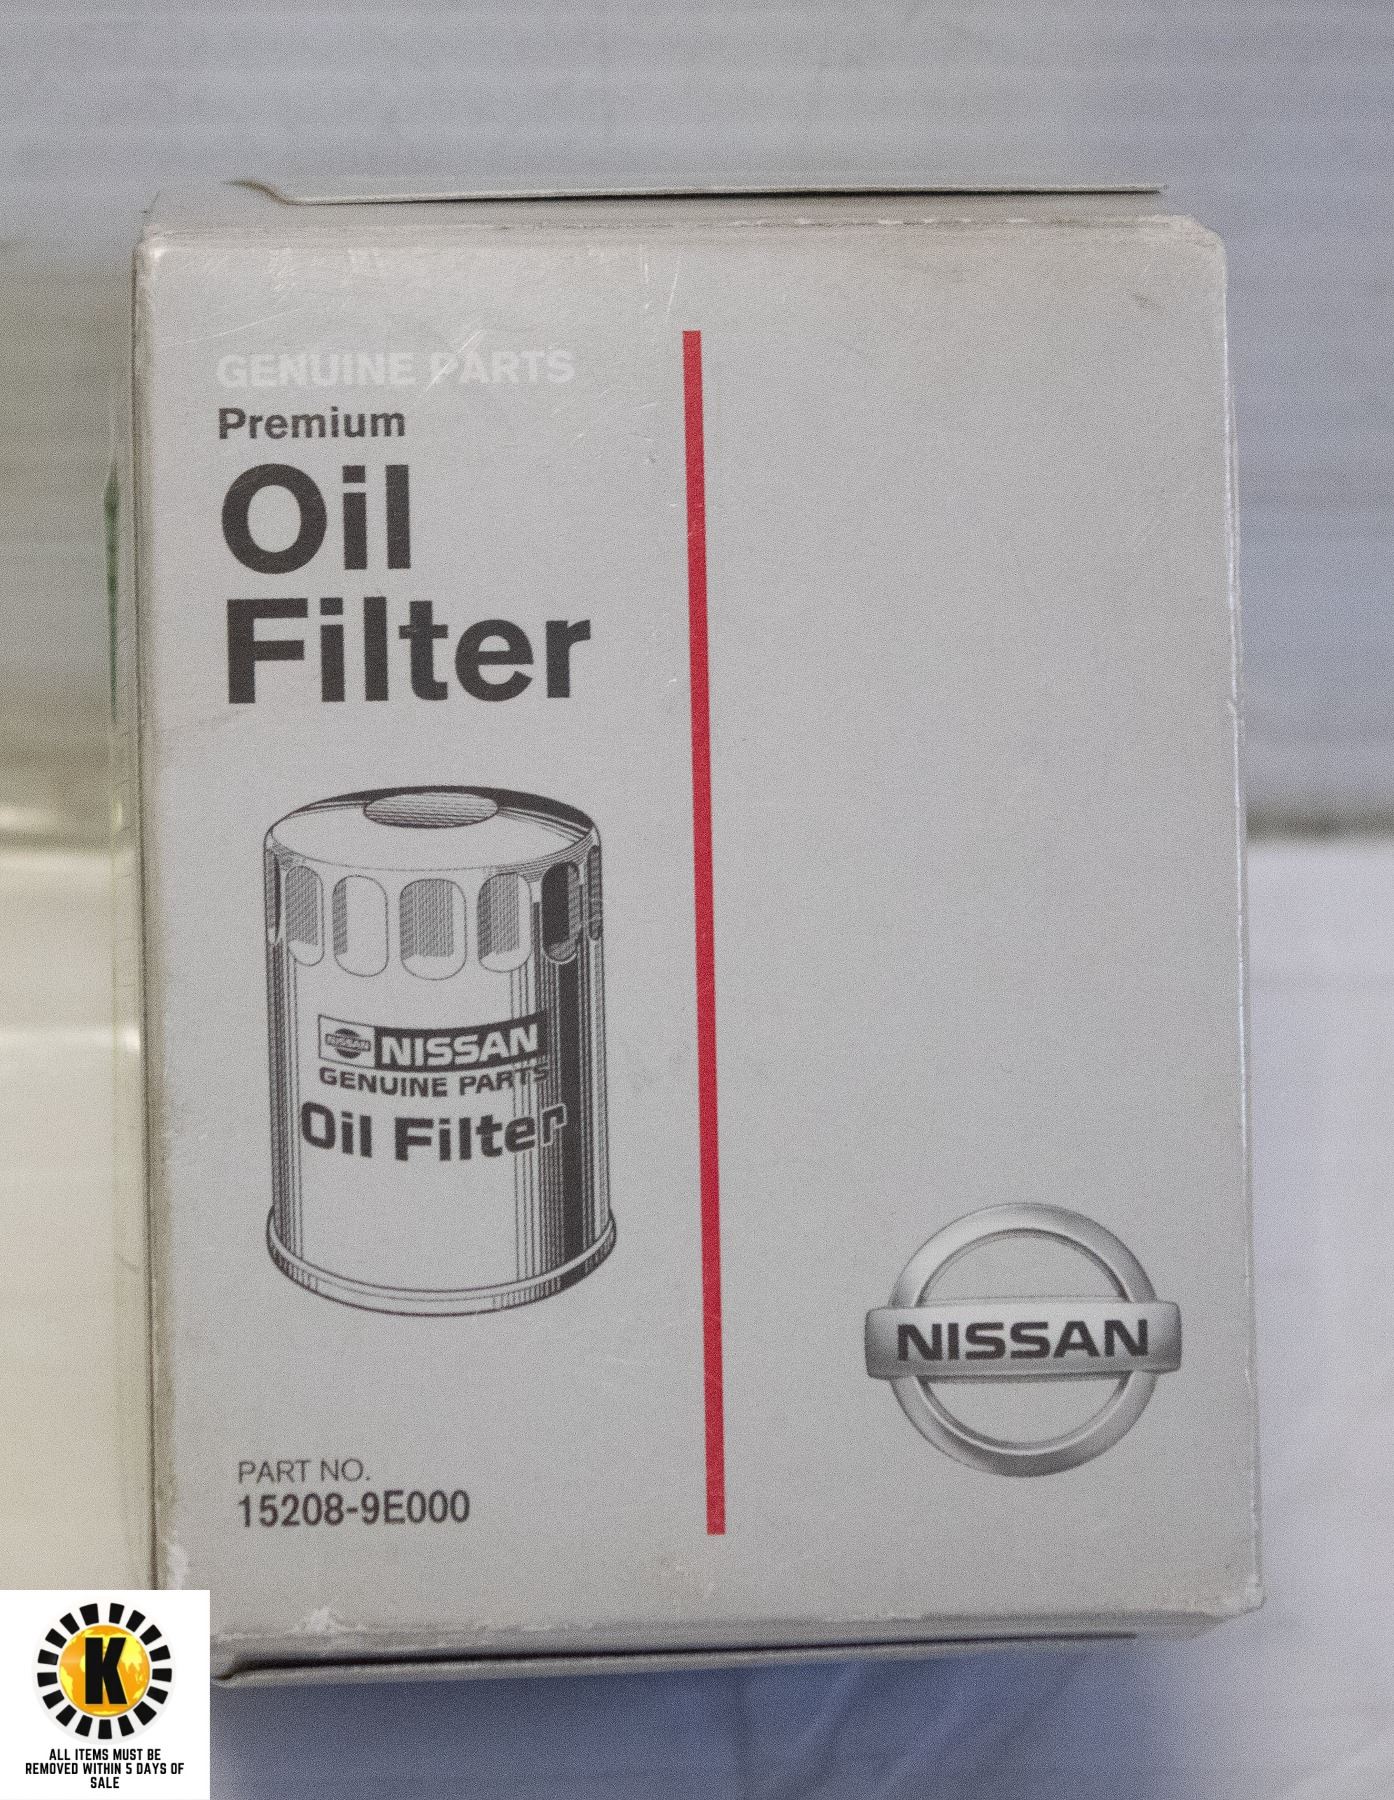 GENUINE PARTS
Premium
Oil
Filter
NISSAN
NISSAN
GENUINE PARTS
Oil Filter
NISSAN
PART NO.
15208-9E000
K
ALL ITEMS MUST BE
REMOVED WITHIN 5 DAYS OF
SALE